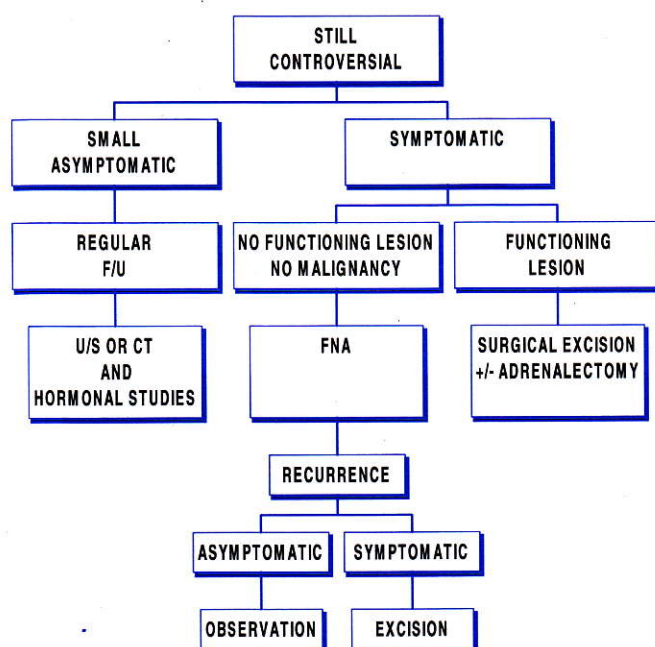 STILL
CONTROVERSIAL
SMALL
ASYMPTOMATIC
SYMPTOMATIC
REGULAR
F/U
NO FUNCTIONING LESION
NO MALIGNANCY
FUNCTIONING
LESION
U/S OR CT
AND
HORMONAL STUDIES
FNA
SURGICAL EXCISION
+/- ADRENALECTOMY
RECURRENCE
ASYMPTOMATIC
SYMPTOMATIC
OBSERVATION
EXCISION